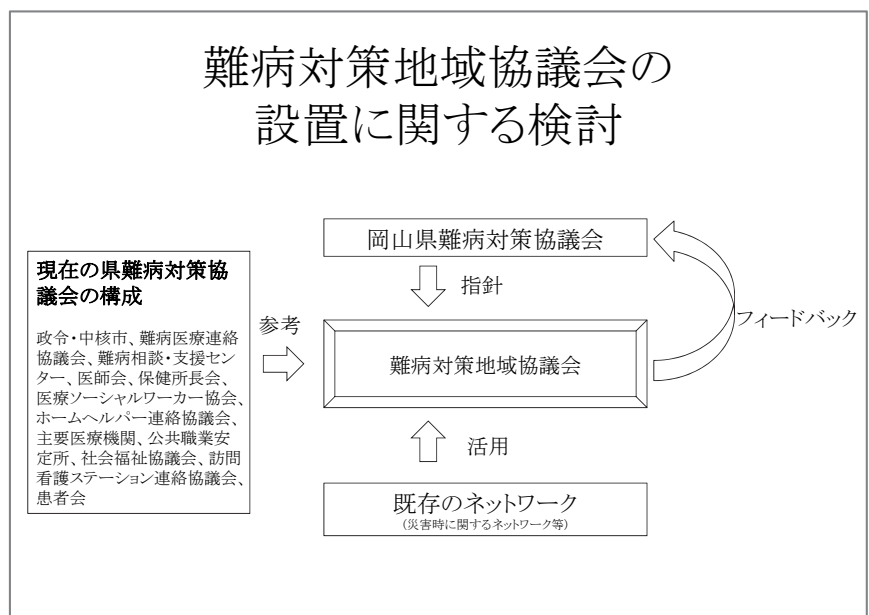 難病対策地域協議会の
設置に関する検討
岡山県難病対策協議会
現在の県難病対策協
議会の構成
政令・中核市、難病医療連絡
協議会、難病相談・支援セン
ター、医師会、保健所長会、
医療ソーシャルワーカー協会、
ホームヘルパー連絡協議会、
主要医療機関、公共職業安
定所、社会福祉協議会、訪問
看護ステーション連絡協議会、
患者会
指針
参考
フィードバック
難病対策地域協議会
活用
既存のネットワーク
(災害時に関するネットワーク等)